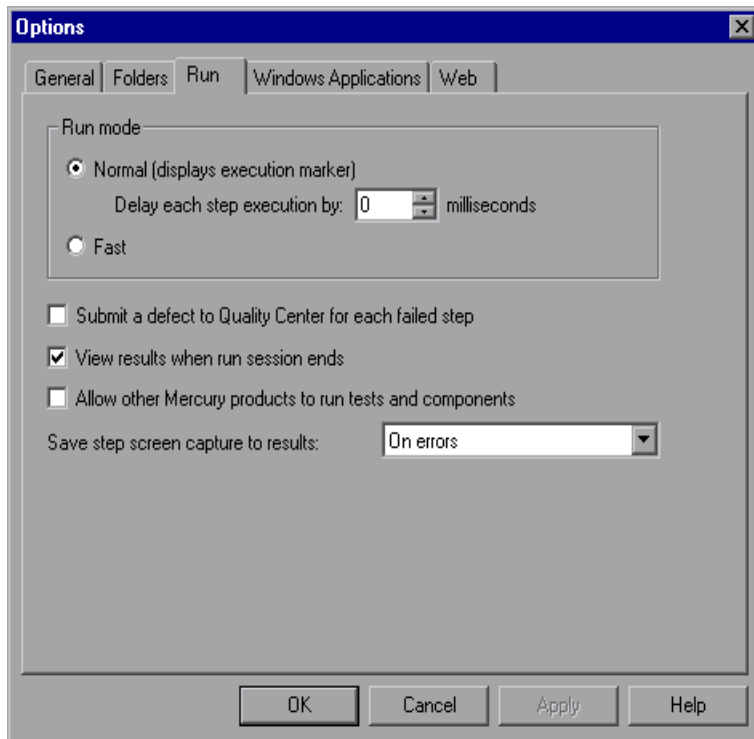 Options
General Folders Run Windows Applications Web
Run mode
Normal (displays execution marker)
Delay each step execution by: 0 milliseconds
Fast
Submit a defect to Quality Center for each failed step
View results when run session ends
Allow other Mercury products to run tests and components
Save step screen capture to results: On errors
OK Cancel Apply Help